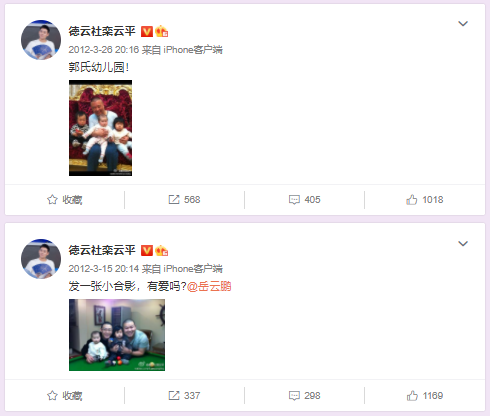 德云社栾云平
2012-3-26 20:16 来自 iPhone客户端
郭氏幼儿园!
收藏 568 405 1018
德云社栾云平
2012-3-15 20:14 来自 iPhone客户端
发一张小合影，有爱吗?@岳云鹏
收藏 337 298 1169